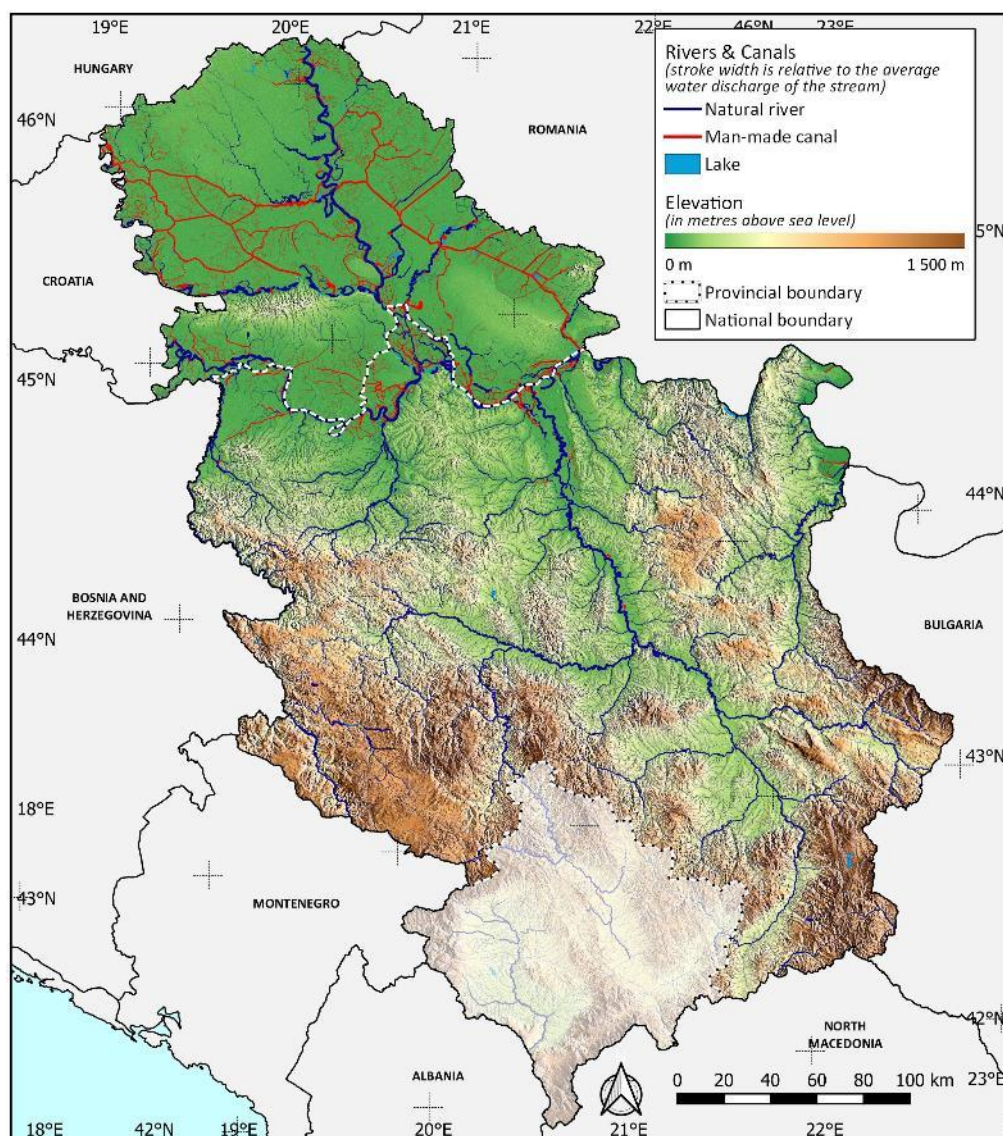 19°E
20°E
21°E
22°E
46°N
23°E
HUNGARY
46°N
ROMANIA
Rivers & Canals
(stroke width is relative to the average
water discharge of the stream)
Natural river
Man-made canal
Lake
Elevation
(in metres above sea level)
0 m
1 500 m
Provincial boundary
National boundary
5°N
CROATIA
45°N
44°N
BOSNIA AND
HERZEGOVINA
44°N
BULGARIA
43°N
18°E
43°N
MONTENEGRO
42°N
NORTH
MACEDONIA
ALBANIA
0 20 40 60 80 100 km
23°E
18°E
42°N
19°E
20°E
21°E
22°E